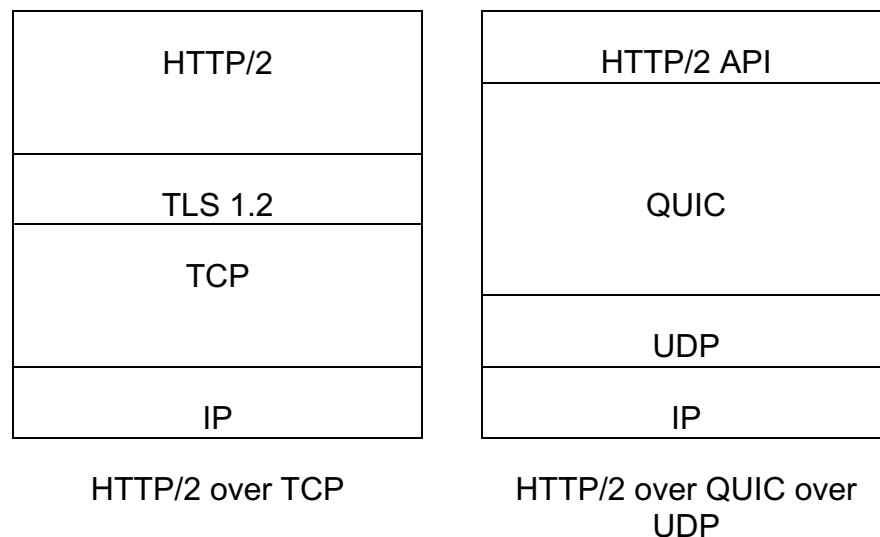 HTTP/2
TLS 1.2
TCP
IP
HTTP/2 over TCP
HTTP/2 API
QUIC
UDP
IP
HTTP/2 over QUIC over
UDP